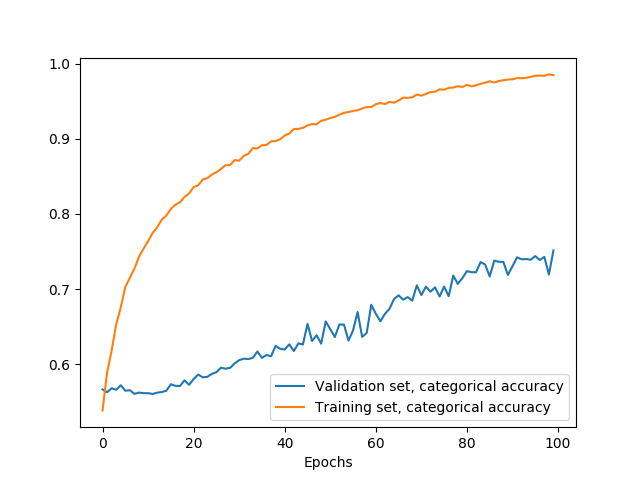 1.0
0.9
0.8
0.7
0.6
Validation set, categorical accuracy
Training set, categorical accuracy
0 20 40 60 80 100
Epochs